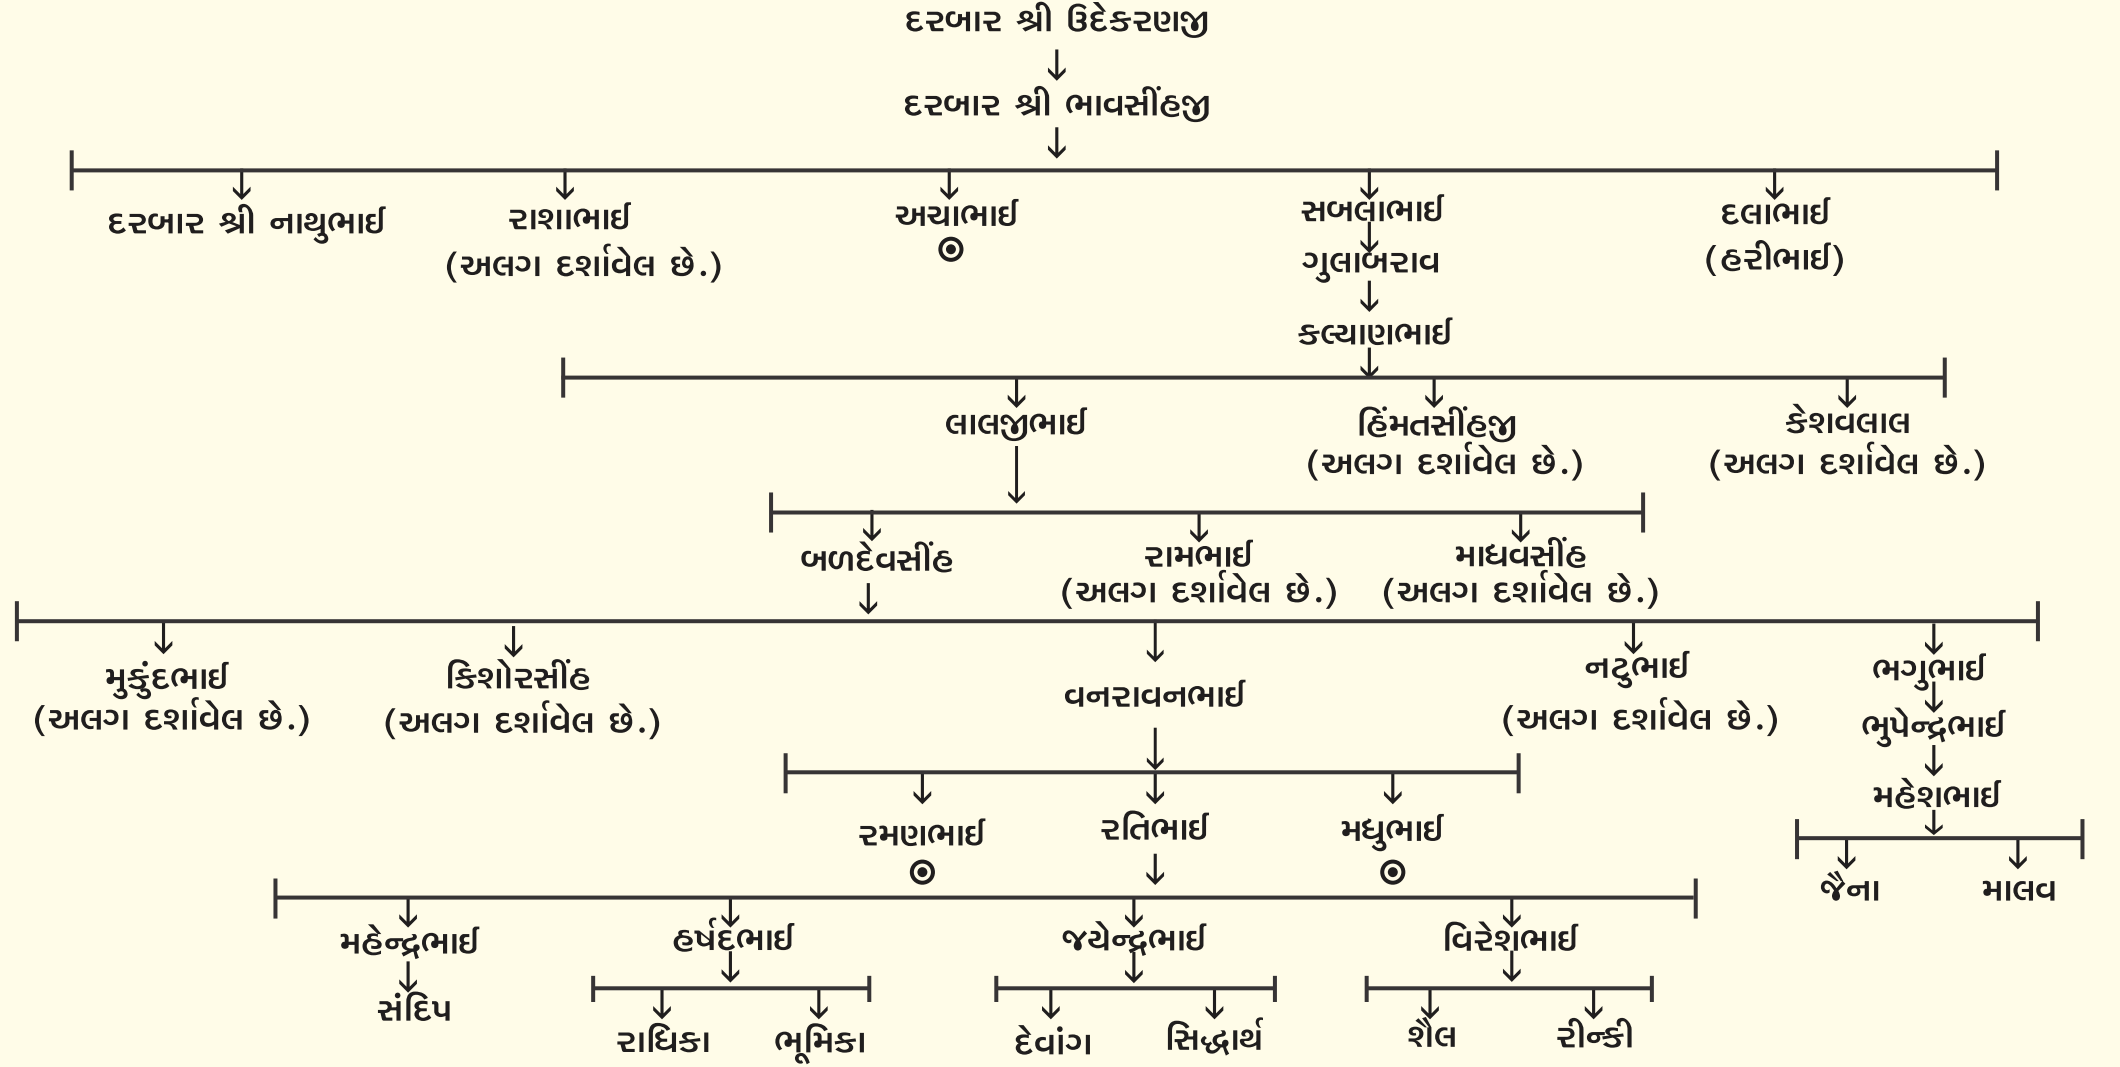 દરબાર શ્રી ઉદેકરણજી
દરબાર શ્રી ભાવસીંહજી
દરબાર શ્રી નાથુભાઈ
રાશાભાઈ
(અલગ દર્શાવેલ છે.)
અચાભાઈ
સબલાભાઈ
ગુલાબરાવ
કલ્યાણભાઈ
દલાભાઈ
(હરીભાઈ)
લાલજીભાઈ
હિંમતસીંહજી
(અલગ દર્શાવેલ છે.)
કેશવલાલ
(અલગ દર્શાવેલ છે.)
બળદેવસીંહ
રામભાઈ
(અલગ દર્શાવેલ છે.)
માધવસીંહ
(અલગ દર્શાવેલ છે.)
મુકુંદભાઈ
(અલગ દર્શાવેલ છે.)
કિશોરસીંહ
(અલગ દર્શાવેલ છે.)
વનરાવનભાઈ
નટુભાઈ
(અલગ દર્શાવેલ છે.)
ભગુભાઈ
ભુપેન્દ્રભાઈ
મહેશભાઈ
જૈના
માલવ
રમણભાઈ
રતિભાઈ
મધુભાઈ
મહેન્દ્રભાઈ
સંદિપ
હર્ષદભાઈ
રાધિકા
ભૂમિકા
જયેન્દ્રભાઈ
દેવાંગ
સિદ્ધાર્થ
વિરેશભાઈ
શૈલ
રીન્કી